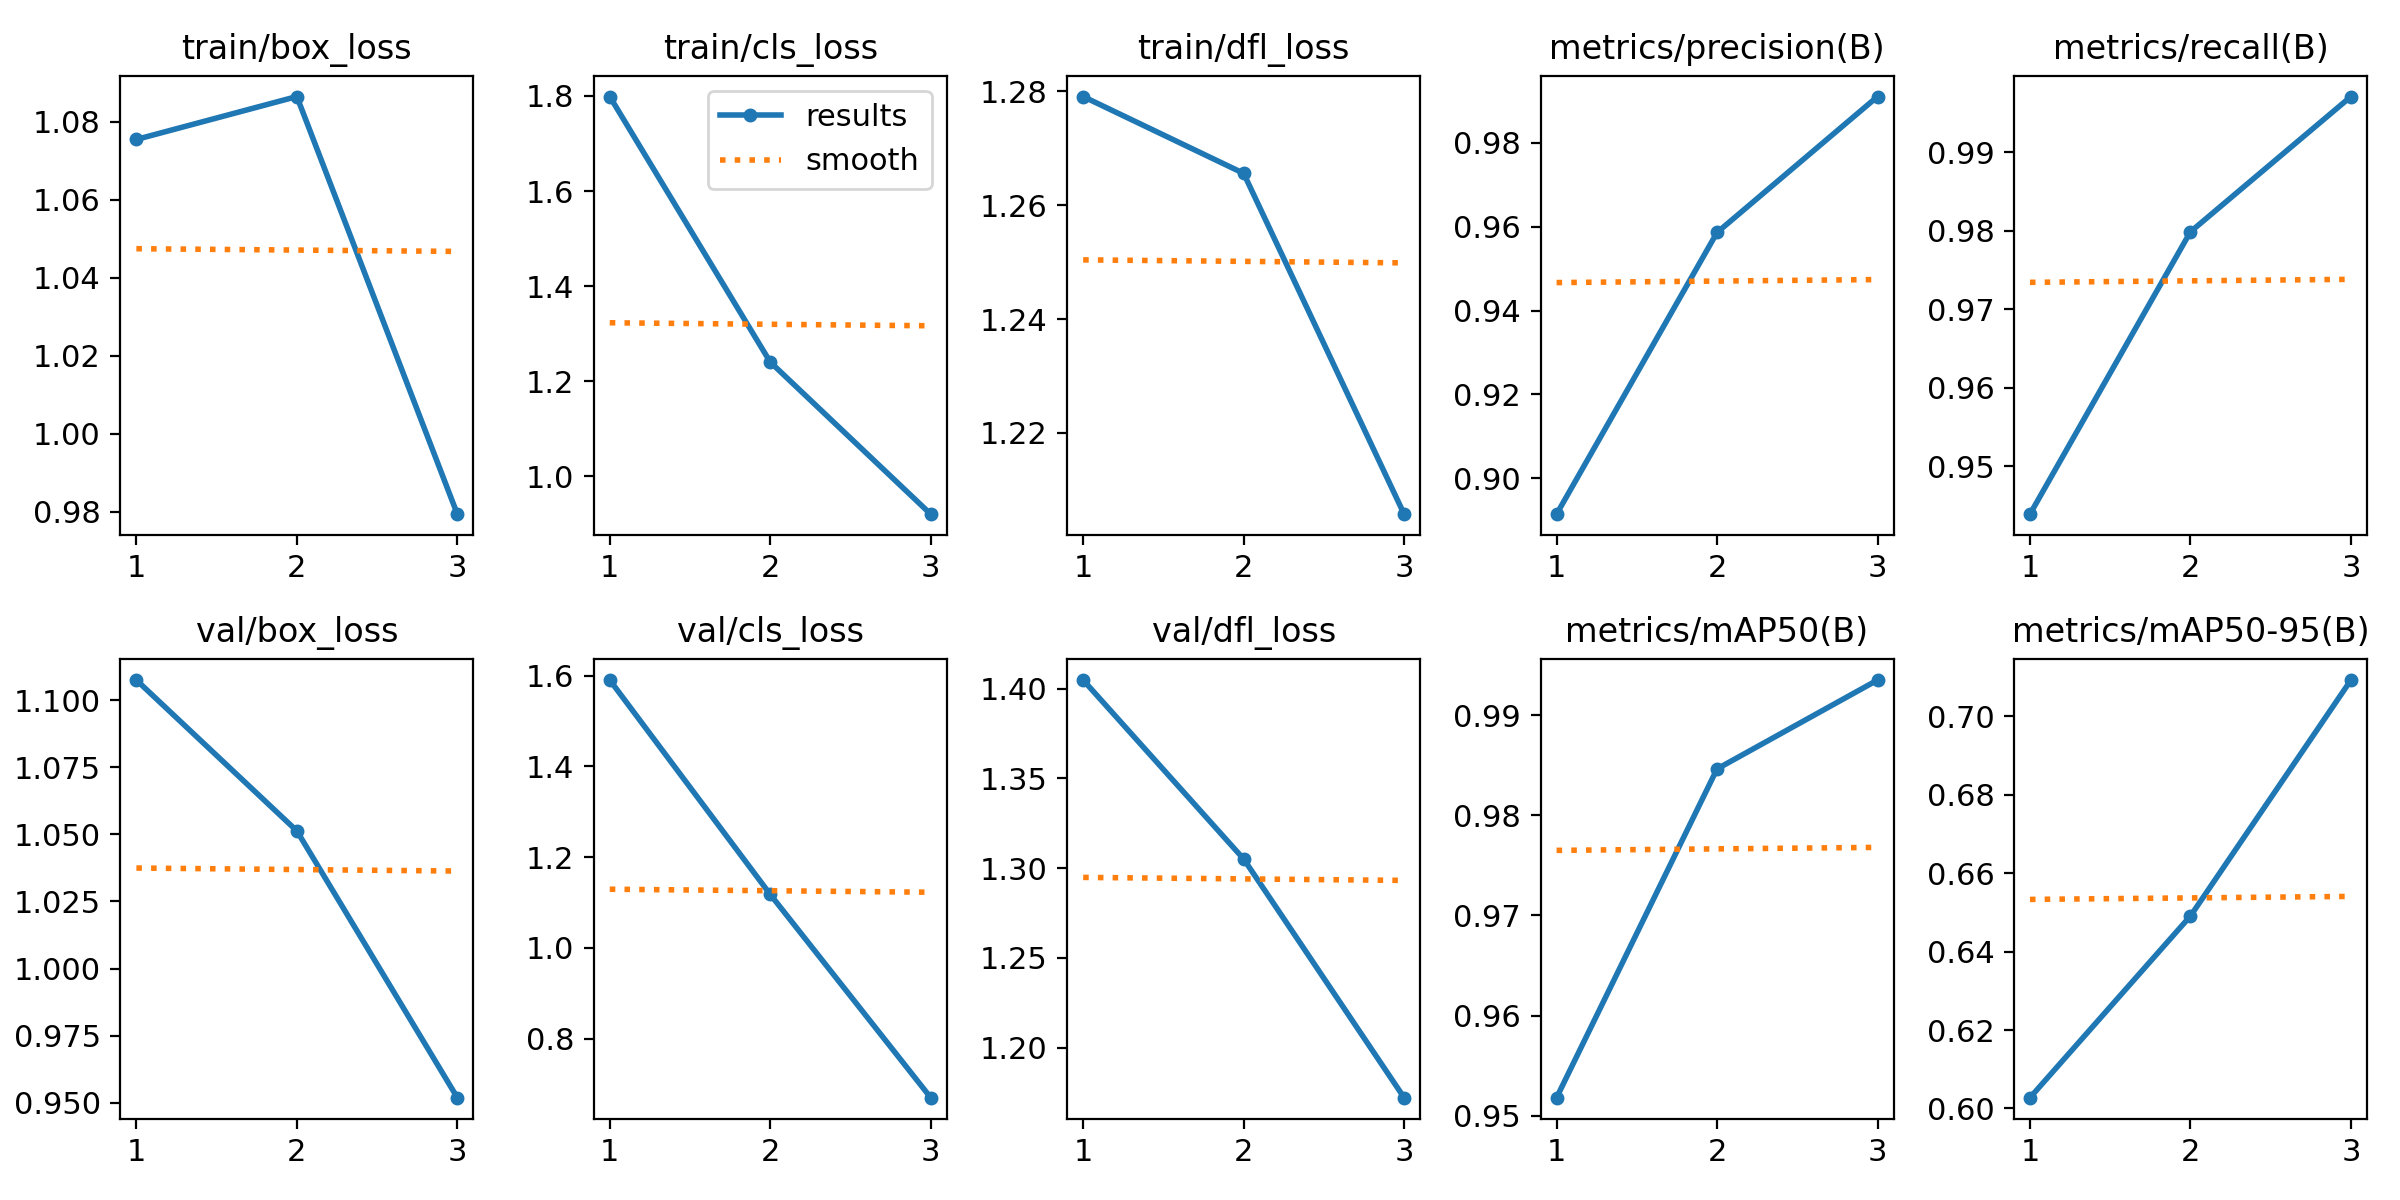 train/box_loss
1.08
1.06
1.04
1.02
1.00
0.98
1 2 3
train/cls_loss
results
smooth
1.8
1.6
1.4
1.2
1.0
1 2 3
train/dfl_loss
1.28
1.26
1.24
1.22
1 2 3
metrics/precision(B)
0.98
0.96
0.94
0.92
0.90
1 2 3
metrics/recall(B)
0.99
0.98
0.97
0.96
0.95
1 2 3
val/box_loss
1.100
1.075
1.050
1.025
1.000
0.975
0.950
1 2 3
val/cls_loss
1.6
1.4
1.2
1.0
0.8
1 2 3
val/dfl_loss
1.40
1.35
1.30
1.25
1.20
1 2 3
metrics/mAP50(B)
0.99
0.98
0.97
0.96
0.95
1 2 3
metrics/mAP50-95(B)
0.70
0.68
0.66
0.64
0.62
0.60
1 2 3